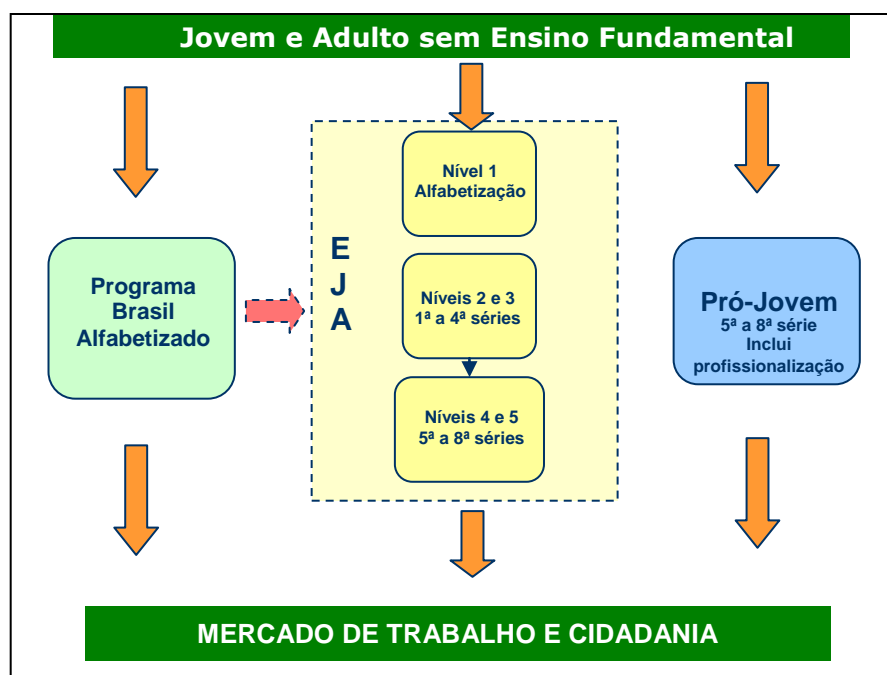 Jovem e Adulto sem Ensino Fundamental
Programa
Brasil
Alfabetizado
E
J
A
Nível 1
Alfabetização
Níveis 2 e 3
1ª a 4ª séries
Níveis 4 e 5
5ª a 8ª séries
Pró-Jovem
5ª a 8ª série
Inclui
profissionalização
MERCADO DE TRABALHO E CIDADANIA